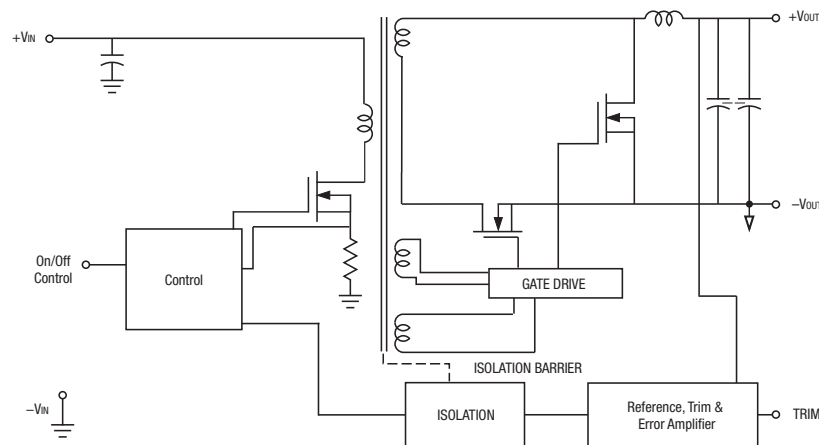 +VIN
+VOUT
−VOUT
On/Off
Control
Control
GATE DRIVE
ISOLATION BARRIER
−VIN
ISOLATION
Reference, Trim &
Error Amplifier
TRIM